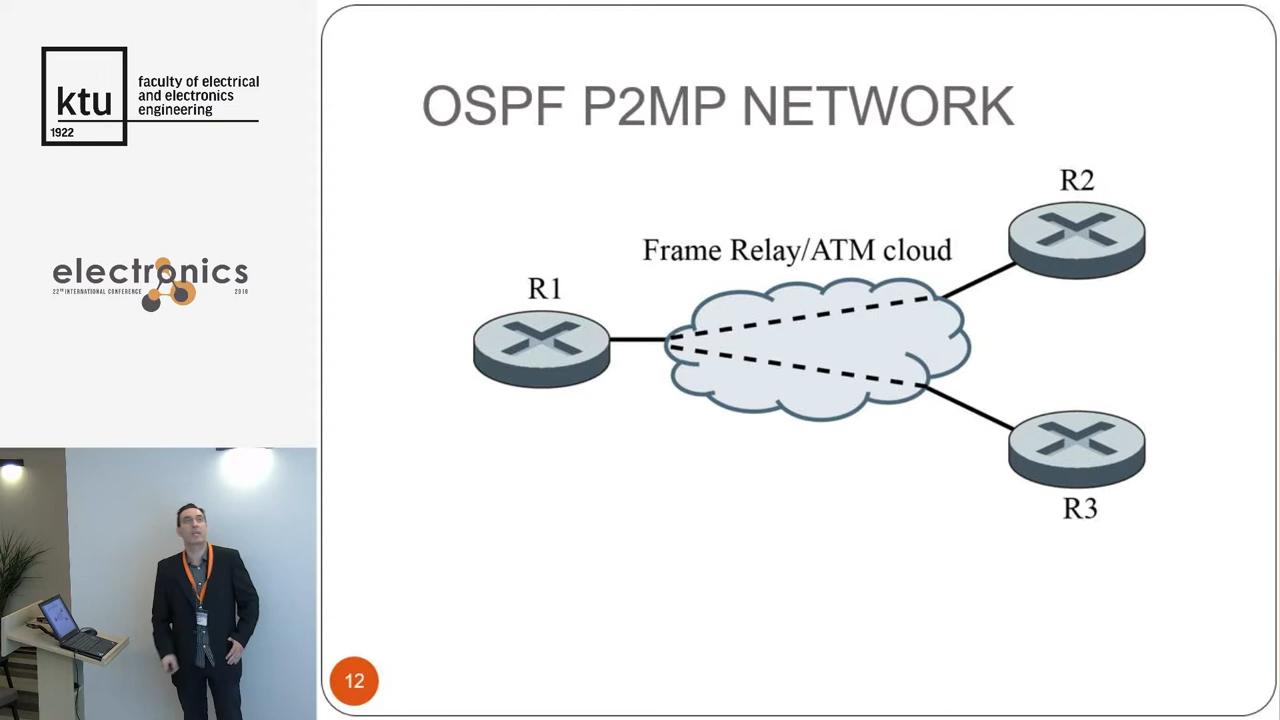 ktu
1922
faculty of electrical
and electronics
engineering
electronics
22nd INTERNATIONAL CONFERENCE 2018
OSPF P2MP NETWORK
R2
Frame Relay/ATM cloud
R1
R3
12